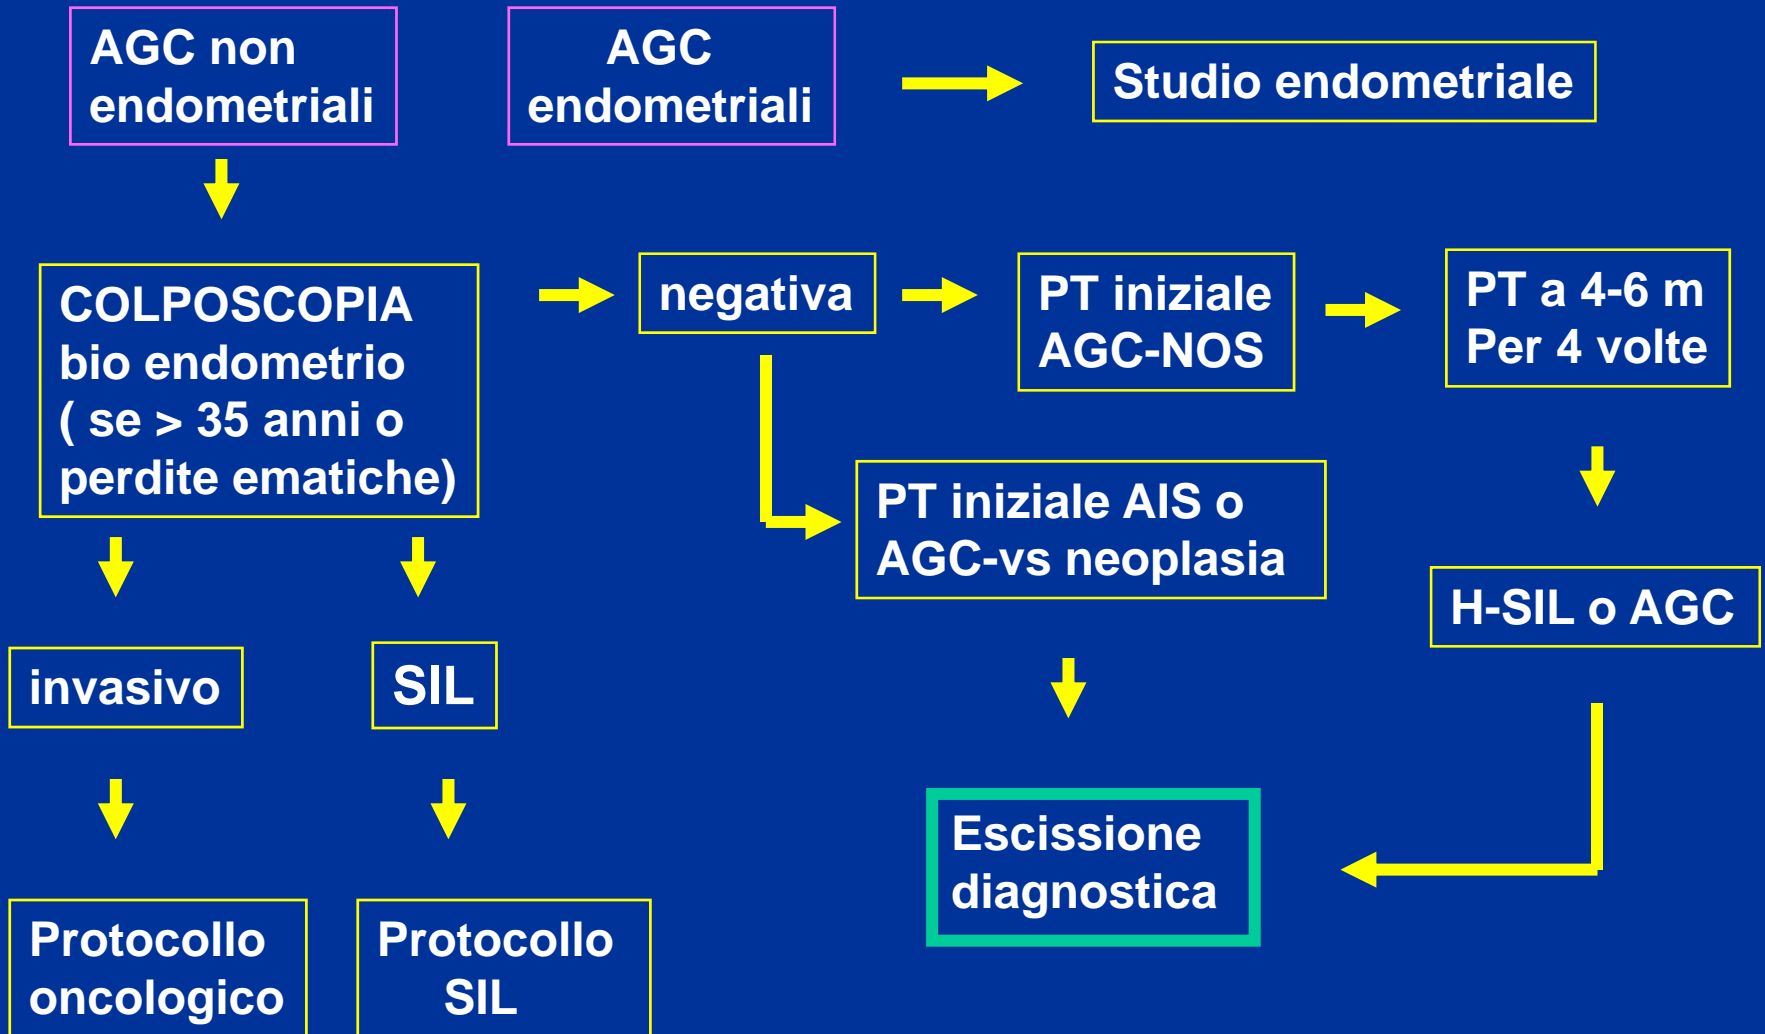 AGC non
endometriali
AGC
endometriali
Studio endometriale
COLPOSCOPIA
bio endometrio
( se > 35 anni o
perdite ematiche)
negativa
PT iniziale
AGC-NOS
PT a 4-6 m
Per 4 volte
PT iniziale AIS o
AGC-vs neoplasia
H-SIL o AGC
invasivo
SIL
Escissione
diagnostica
Protocollo
oncologico
Protocollo
SIL